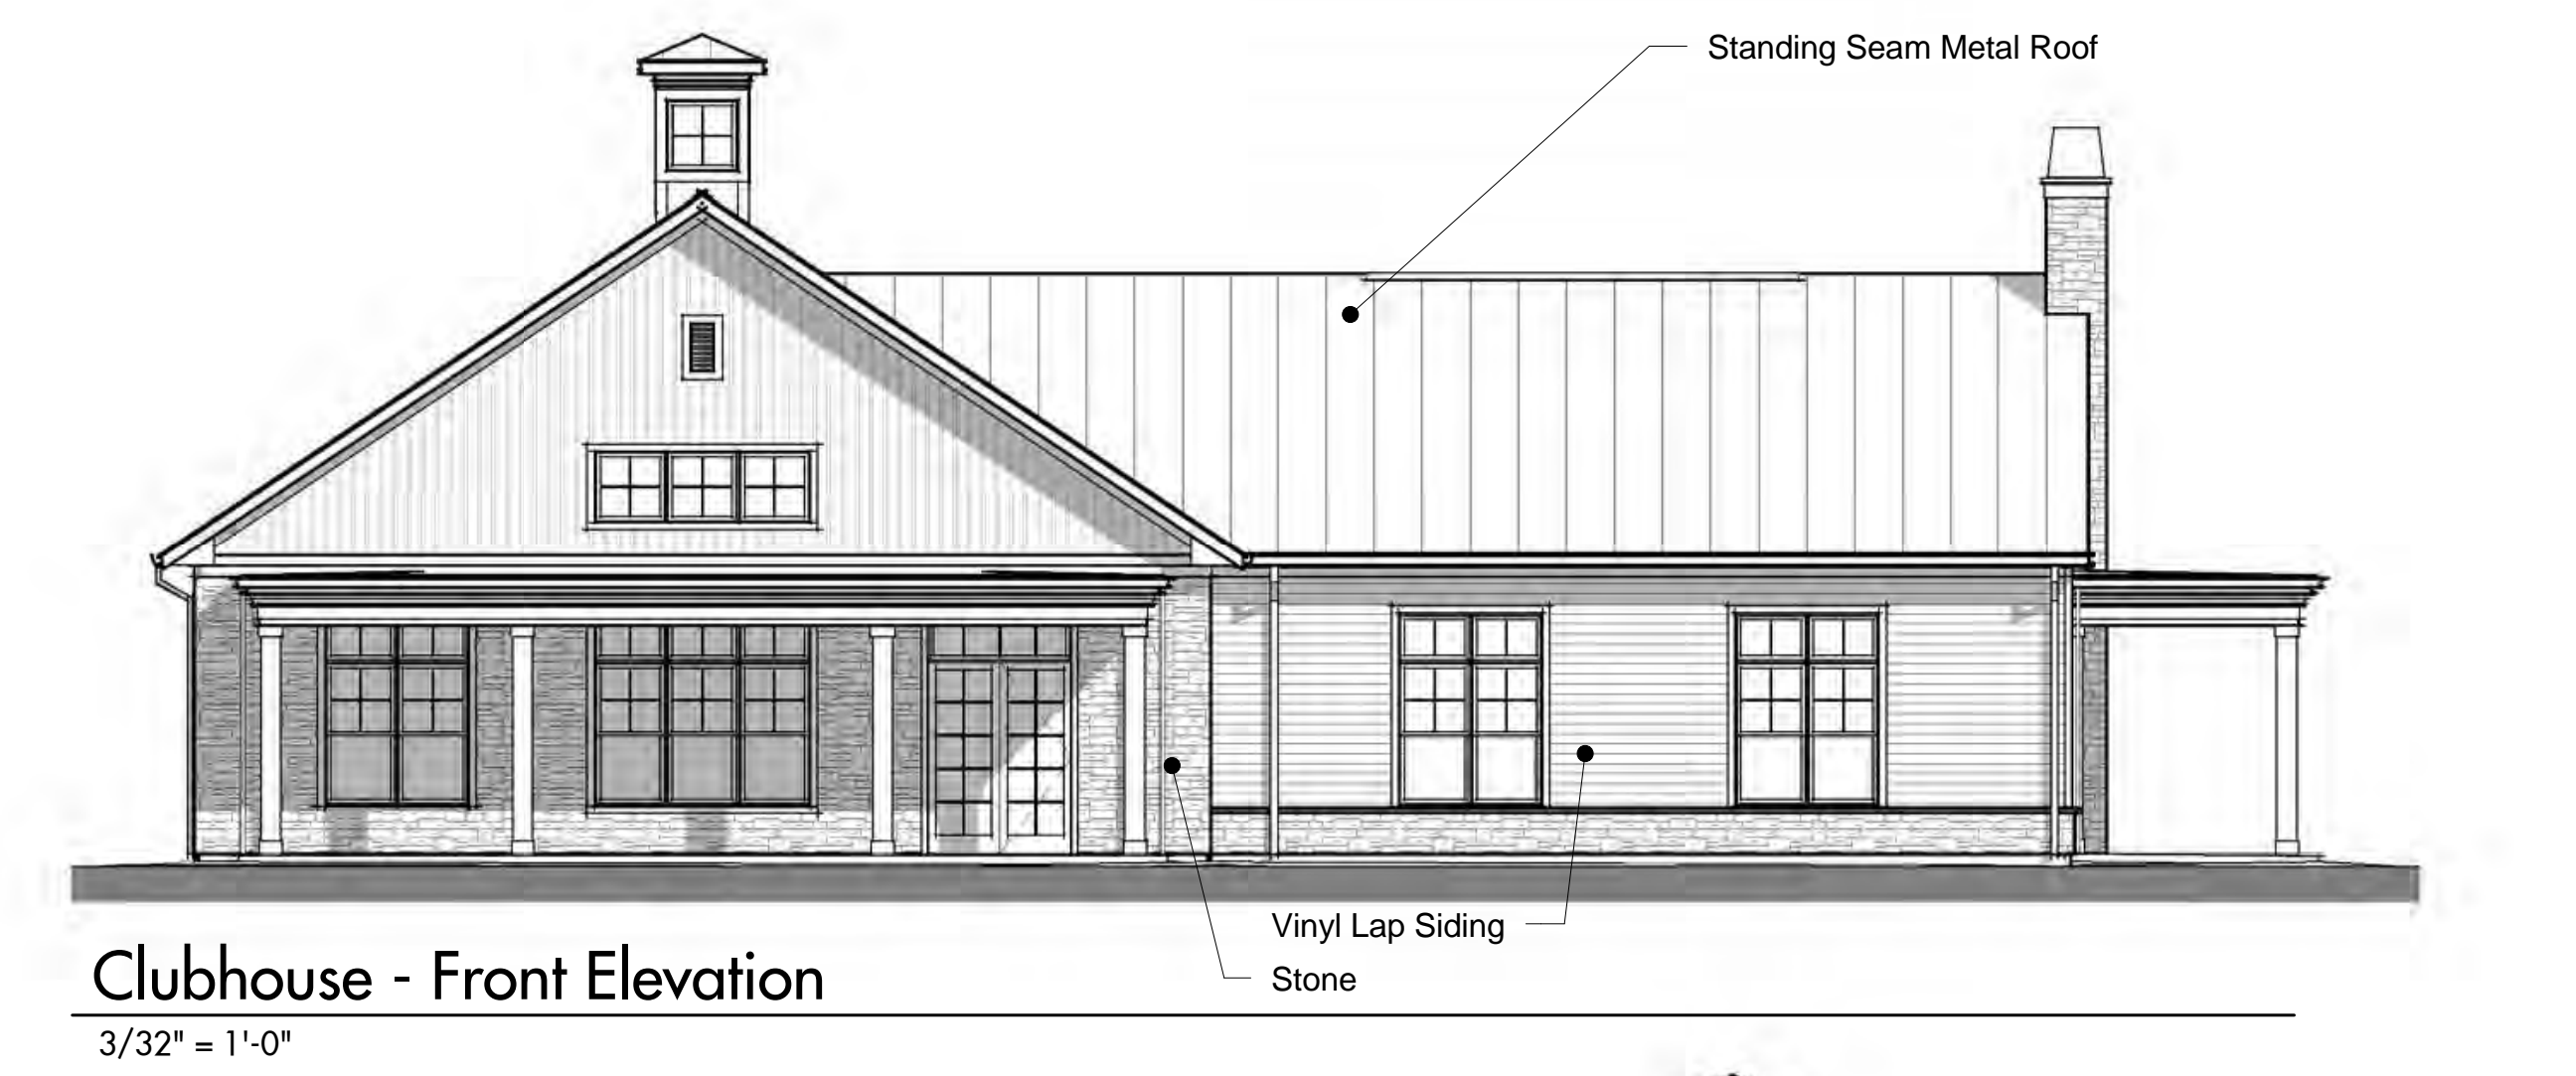 Standing Seam Metal Roof
Vinyl Lap Siding
Stone
Clubhouse - Front Elevation
3/32" = 1'-0"